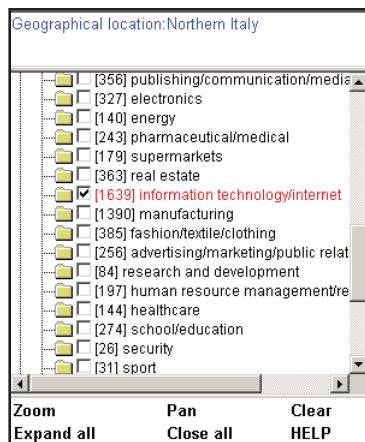 Geographical location:Northern Italy
[356] publishing/communication/media
[327] electronics
[140] energy
[243] pharmaceutical/medical
[179] supermarkets
[363] real estate
[1639] information technology/internet
[1390] manufacturing
[385] fashion/textile/clothing
[256] advertising/marketing/public relat
[84] research and development
[197] human resource management/re
[144] healthcare
[274] school/education
[26] security
[31] sport
Zoom Pan Clear
Expand all Close all HELP